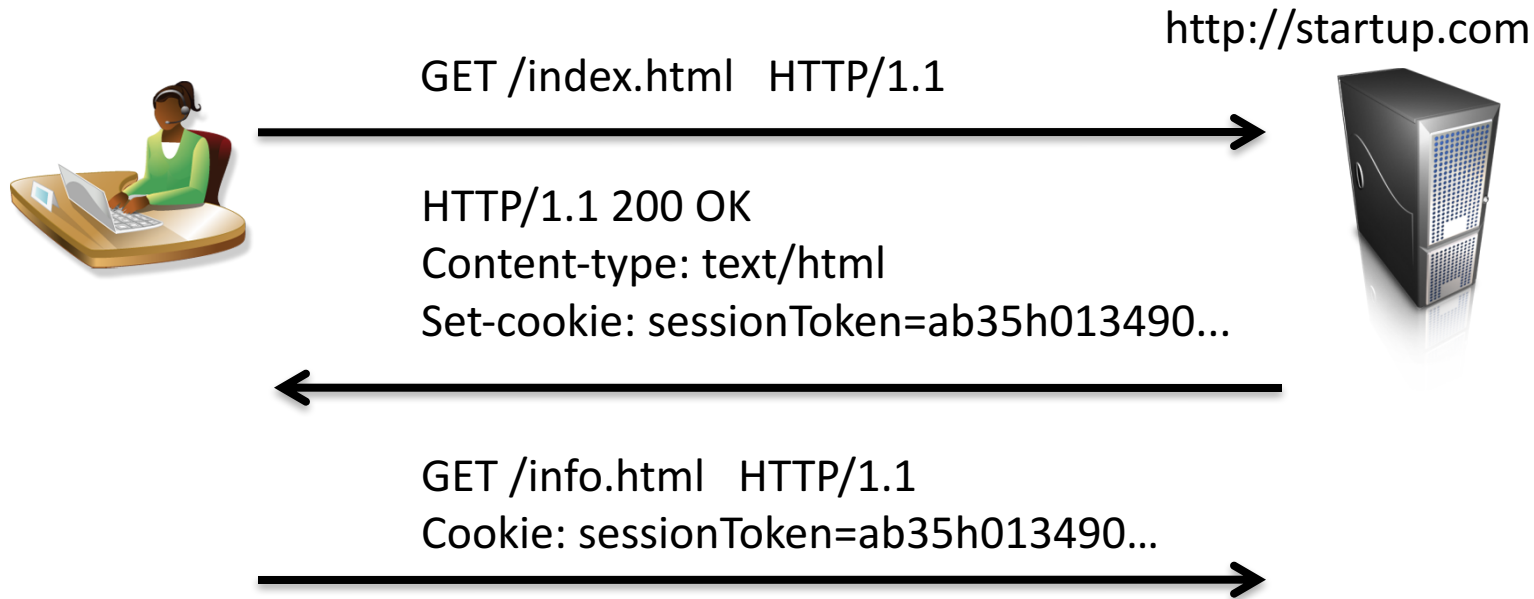 http://startup.com
GET /index.html   HTTP/1.1
HTTP/1.1 200 OK
Content-type: text/html
Set-cookie: sessionToken=ab35h013490...
GET /info.html   HTTP/1.1
Cookie: sessionToken=ab35h013490…